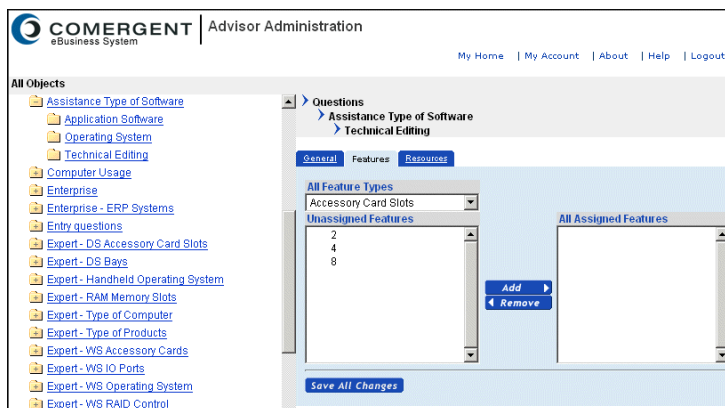 COMERGENT
eBusiness System
Advisor Administration
My Home | My Account | About | Help | Logout
All Objects
Assistance Type of Software
Application Software
Operating System
Technical Editing
Computer Usage
Enterprise
Enterprise - ERP Systems
Entry questions
Expert - DS Accessory Card Slots
Expert - DS Bays
Expert - Handheld Operating System
Expert - RAM Memory Slots
Expert - Type of Computer
Expert - Type of Products
Expert - WS Accessory Cards
Expert - WS IO Ports
Expert - WS Operating System
Expert - WS RAID Control
Questions
Assistance Type of Software
Technical Editing
General Features Resources
All Feature Types
Accessory Card Slots
Unassigned Features
2
4
8
Add
Remove
All Assigned Features
Save All Changes